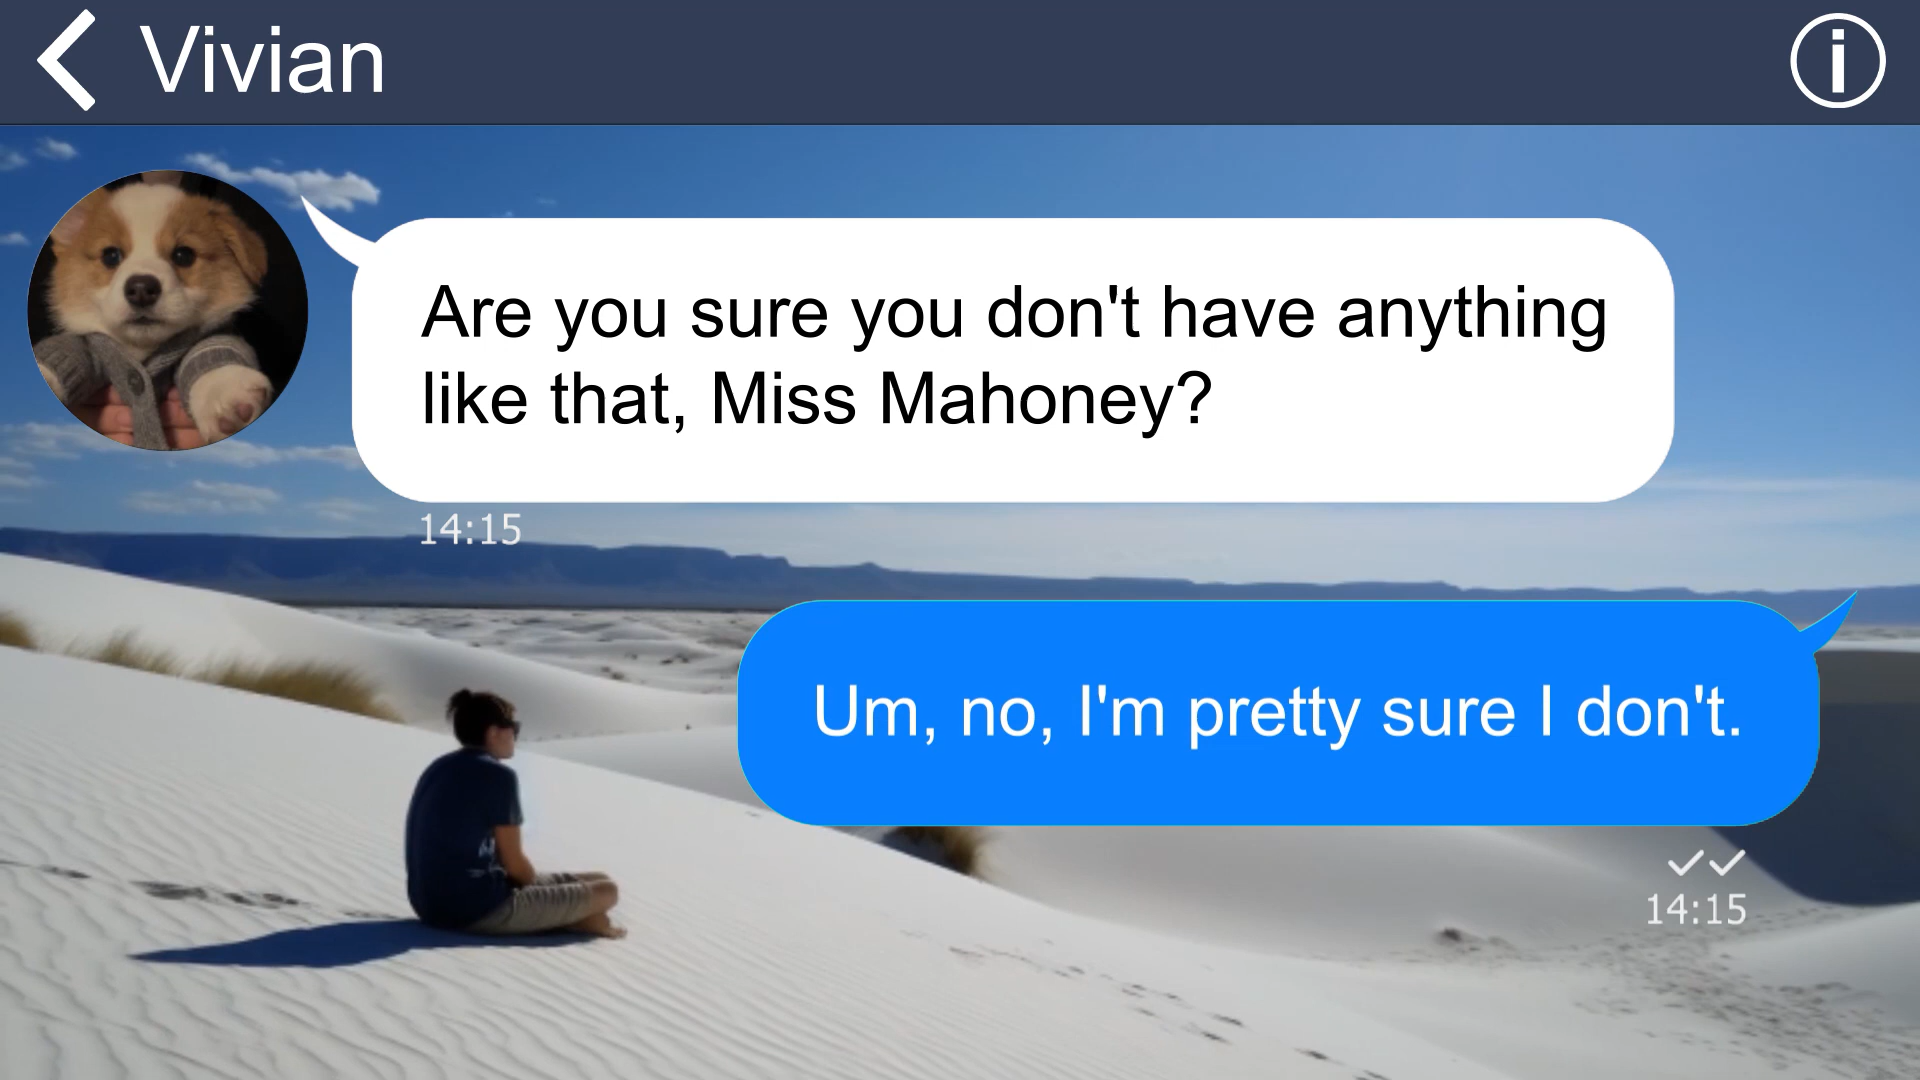 Vivian
Are you sure you don't have anything
like that, Miss Mahoney?
14:15
Um, no, I'm pretty sure I don't.
14:15